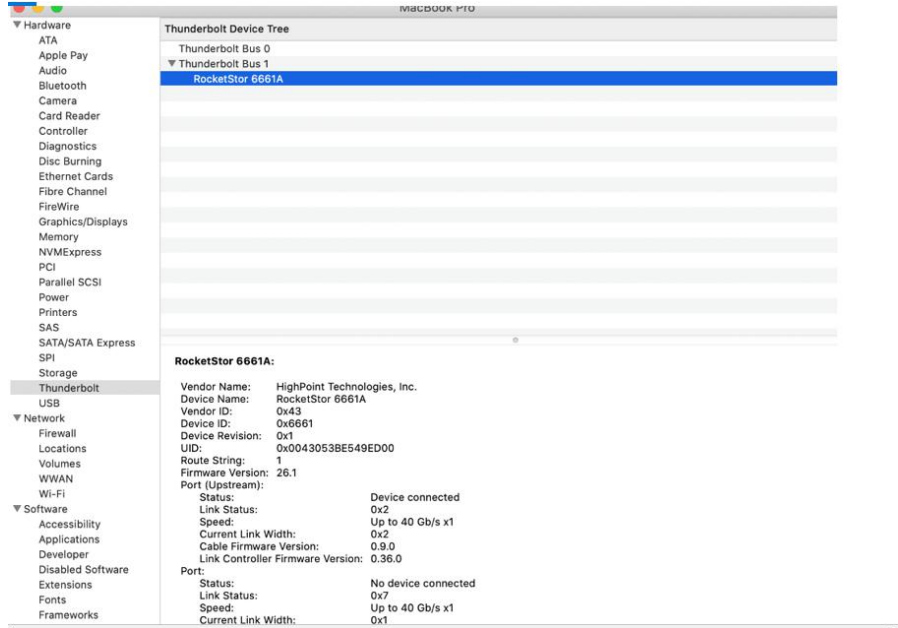 MacBook Pro
Hardware
ATA
Apple Pay
Audio
Bluetooth
Camera
Card Reader
Controller
Diagnostics
Disc Burning
Ethernet Cards
Fibre Channel
FireWire
Graphics/Displays
Memory
NVMExpress
PCI
Parallel SCSI
Power
Printers
SAS
SATA/SATA Express
SPI
Storage
Thunderbolt
USB
Network
Firewall
Locations
Volumes
WWAN
Wi-Fi
Software
Accessibility
Applications
Developer
Disabled Software
Extensions
Fonts
Frameworks
Thunderbolt Device Tree
Thunderbolt Bus 0
Thunderbolt Bus 1
RocketStor 6661A
RocketStor 6661A:
Vendor Name: HighPoint Technologies, Inc.
Device Name: RocketStor 6661A
Vendor ID: 0x43
Device ID: 0x6661
Device Revision: 0x1
UID: 0x0043053BE549ED00
Route String: 1
Firmware Version: 26.1
Port (Upstream):
Status: Device connected
Link Status: 0x2
Speed: Up to 40 Gb/s x1
Current Link Width: 0x2
Cable Firmware Version: 0.9.0
Link Controller Firmware Version: 0.36.0
Port:
Status: No device connected
Link Status: 0x7
Speed: Up to 40 Gb/s x1
Current Link Width: 0x1